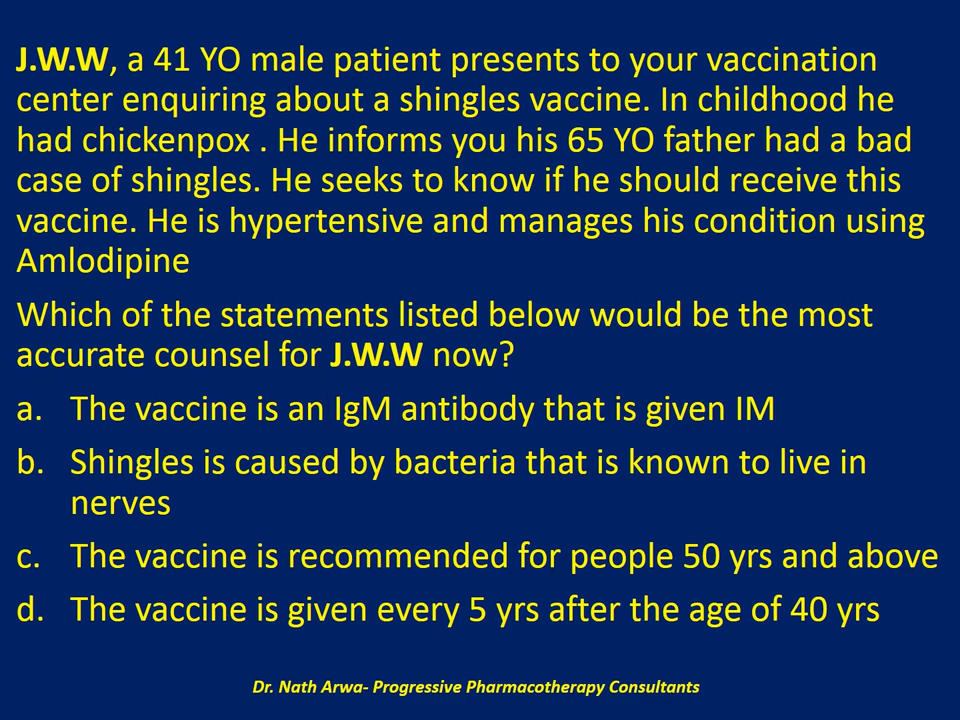 J.W.W, a 41 YO male patient presents to your vaccination
center enquiring about a shingles vaccine. In childhood he
had chickenpox . He informs you his 65 YO father had a bad
case of shingles. He seeks to know if he should receive this
vaccine. He is hypertensive and manages his condition using
Amlodipine
Which of the statements listed below would be the most
accurate counsel for J.W.W now?
a. The vaccine is an IgM antibody that is given IM
b. Shingles is caused by bacteria that is known to live in
nerves
c. The vaccine is recommended for people 50 yrs and above
d. The vaccine is given every 5 yrs after the age of 40 yrs
Dr. Nath Arwa- Progressive Pharmacotherapy Consultants